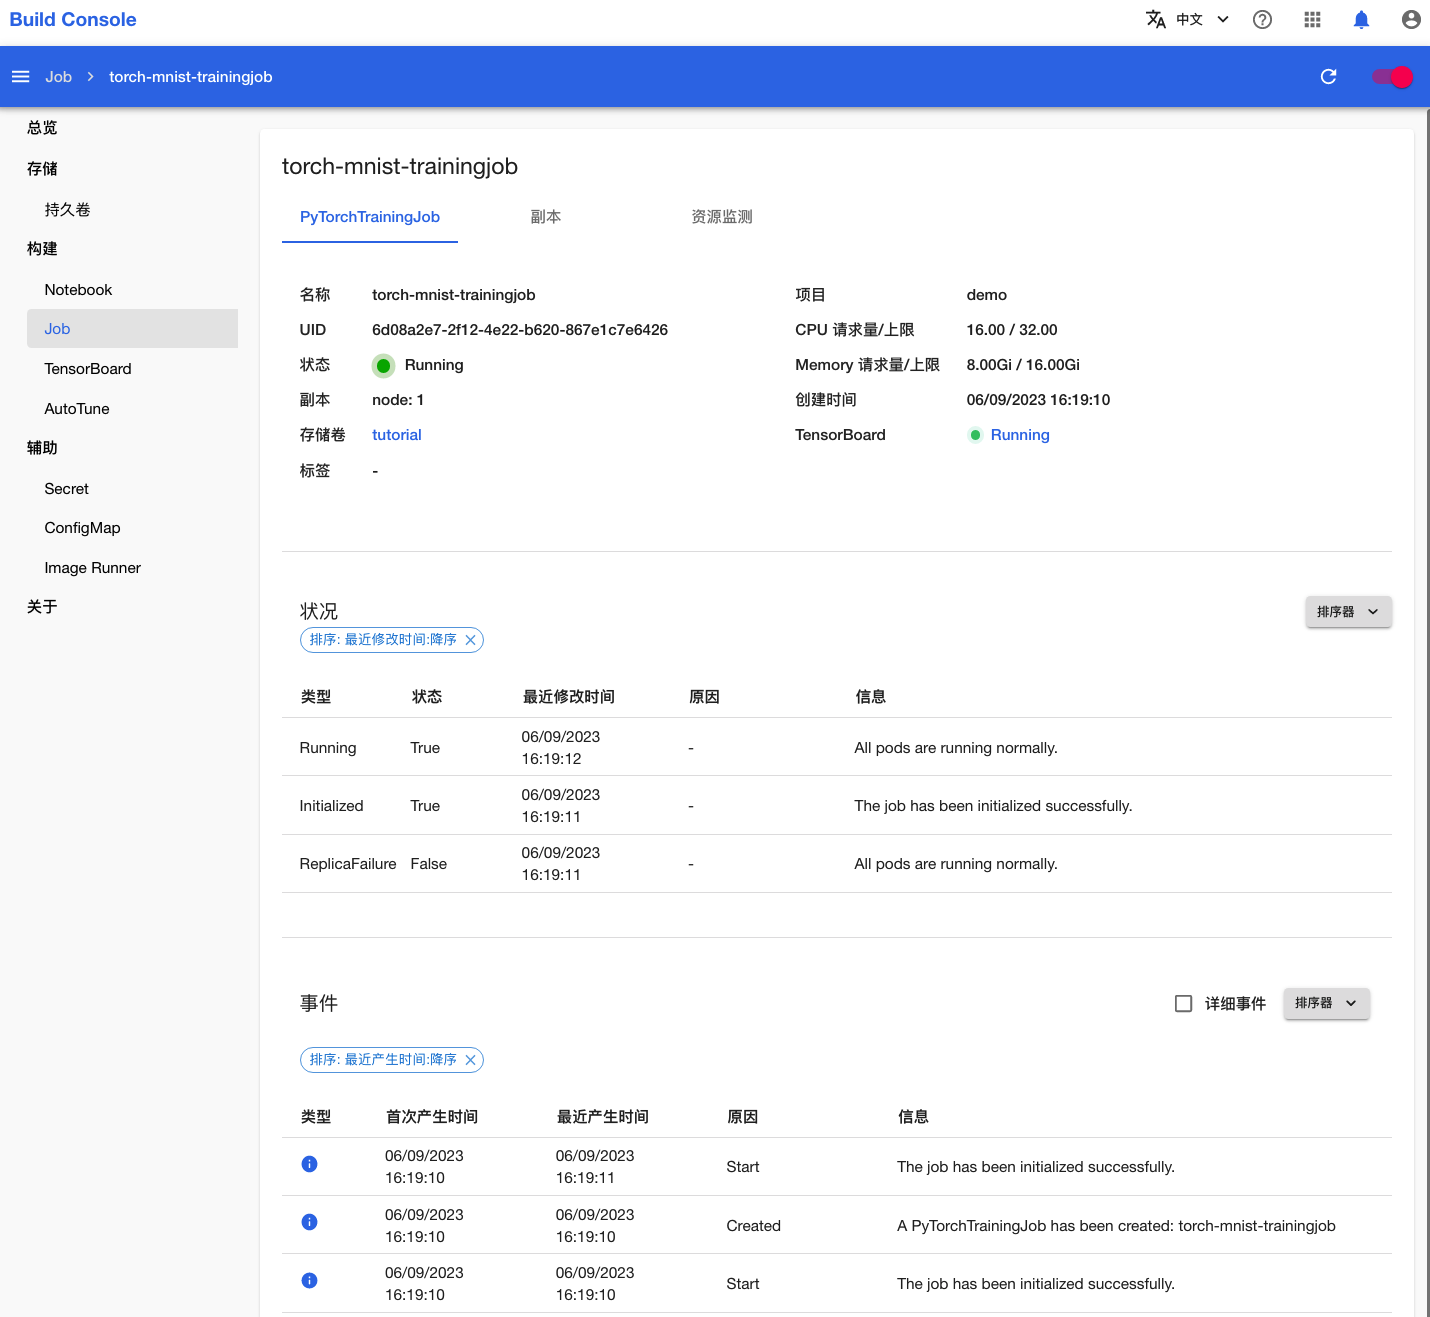 Build Console
中文
Job
torch-mnist-trainingjob
总览
存储
持久卷
构建
Notebook
Job
TensorBoard
AutoTune
辅助
Secret
ConfigMap
Image Runner
关于
torch-mnist-trainingjob
PyTorchTrainingJob 副本 资源监测
名称 torch-mnist-trainingjob
UID 6d08a2e7-2f12-4e22-b620-867e1c7e6426
状态 Running
副本 node: 1
存储卷 tutorial
标签 -
项目 demo
CPU 请求量/上限 16.00 / 32.00
Memory 请求量/上限 8.00Gi / 16.00Gi
创建时间 06/09/2023 16:19:10
TensorBoard Running
状况
排序器
排序: 最近修改时间:降序
类型 状态 最近修改时间 原因 信息
Running True 06/09/2023 16:19:12 - All pods are running normally.
Initialized True 06/09/2023 16:19:11 - The job has been initialized successfully.
ReplicaFailure False 06/09/2023 16:19:11 - All pods are running normally.
事件
详细事件
排序器
排序: 最近产生时间:降序
类型 首次产生时间 最近产生时间 原因 信息
06/09/2023 16:19:10 06/09/2023 16:19:11 Start The job has been initialized successfully.
06/09/2023 16:19:10 06/09/2023 16:19:10 Created A PyTorchTrainingJob has been created: torch-mnist-trainingjob
06/09/2023 16:19:10 06/09/2023 16:19:10 Start The job has been initialized successfully.